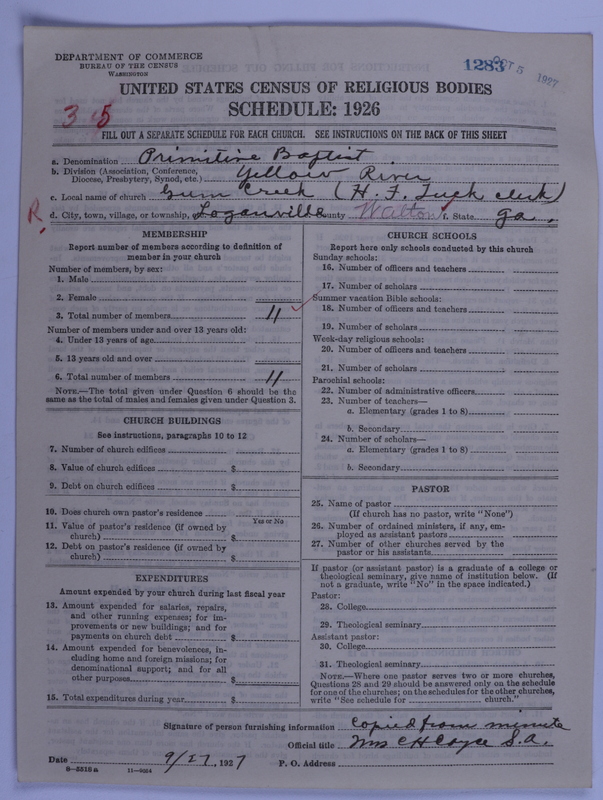 DEPARTMENT OF COMMERCE
BUREAU OF THE CENSUS
WASHINGTON
1283 OCT 5 1927
UNITED STATES CENSUS OF RELIGIOUS BODIES
SCHEDULE: 1926
3 5
FILL OUT A SEPARATE SCHEDULE FOR EACH CHURCH. SEE INSTRUCTIONS ON THE BACK OF THIS SHEET
a. Denomination Primitive Baptist
b. Division (Association, Conference, Diocese, Presbytery, Synod, etc.) Yellow River
c. Local name of church Gum Creek (H. F. Tuck clerk)
R. d. City, town, village, or township, Loganville County Walton f. State Ga.
MEMBERSHIP
Report number of members according to definition of
member in your church
Number of members, by sex:
1. Male
2. Female
3. Total number of members 11
Number of members under and over 13 years old:
4. Under 13 years of age
5. 13 years old and over
6. Total number of members 11
NOTE.—The total given under Question 6 should be the
same as the total of males and females given under Question 3.
CHURCH BUILDINGS
See instructions, paragraphs 10 to 12
7. Number of church edifices
8. Value of church edifices $
9. Debt on church edifices $
10. Does church own pastor's residence
Yes or No
11. Value of pastor's residence (if owned by
church) $
12. Debt on pastor's residence (if owned by
church) $
EXPENDITURES
Amount expended by your church during last fiscal year
13. Amount expended for salaries, repairs,
and other running expenses; for im-
provements or new buildings; and for
payments on church debt $
14. Amount expended for benevolences, in-
cluding home and foreign missions; for
denominational support; and for all
other purposes $
15. Total expenditures during year $
CHURCH SCHOOLS
Report here only schools conducted by this church
Sunday schools:
16. Number of officers and teachers
17. Number of scholars
Summer vacation Bible schools:
18. Number of officers and teachers
19. Number of scholars
Week-day religious schools:
20. Number of officers and teachers
21. Number of scholars
Parochial schools:
22. Number of administrative officers
23. Number of teachers—
a. Elementary (grades 1 to 8)
b. Secondary
24. Number of scholars—
a. Elementary (grades 1 to 8)
b. Secondary
PASTOR
25. Name of pastor
(If church has no pastor, write "None")
26. Number of ordained ministers, if any, em-
ployed as assistant pastors
27. Number of other churches served by the
pastor or his assistants
If pastor (or assistant pastor) is a graduate of a college or
theological seminary, give name of institution below. (If
not a graduate, write "No" in the space indicated.)
Pastor:
28. College
29. Theological seminary
Assistant pastor:
30. College
31. Theological seminary
NOTE.—Where one pastor serves two or more churches,
Questions 28 and 29 should be answered only on the schedule
for one of the churches; on the schedules for the other churches,
write "See schedule for church."
Signature of person furnishing information Copied from minute
Official title Mrs C H S.A.
Date 9/27, 1927 P. O. Address
8—5518a 11—9054